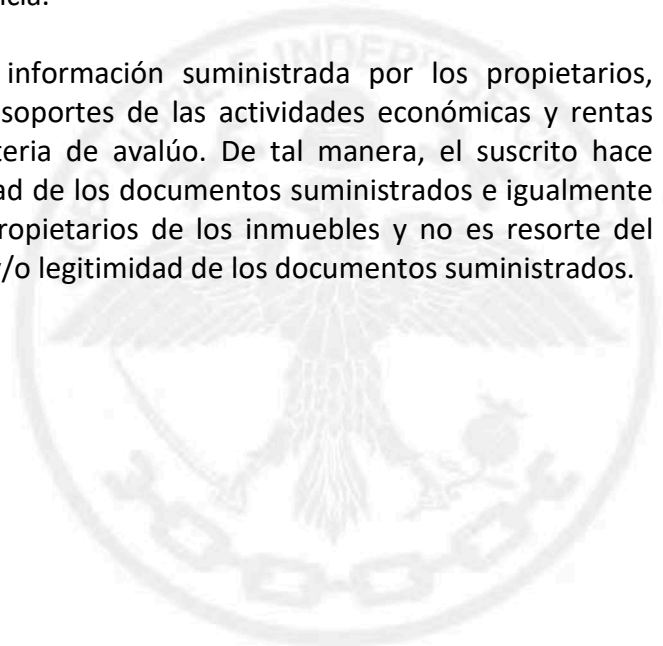 información suministrada por los propietarios,
soportes de las actividades económicas y rentas
teria de avalúo. De tal manera, el suscrito hace
ad de los documentos suministrados e igualmente
ropietarios de los inmuebles y no es resorte del
y/o legitimidad de los documentos suministrados.